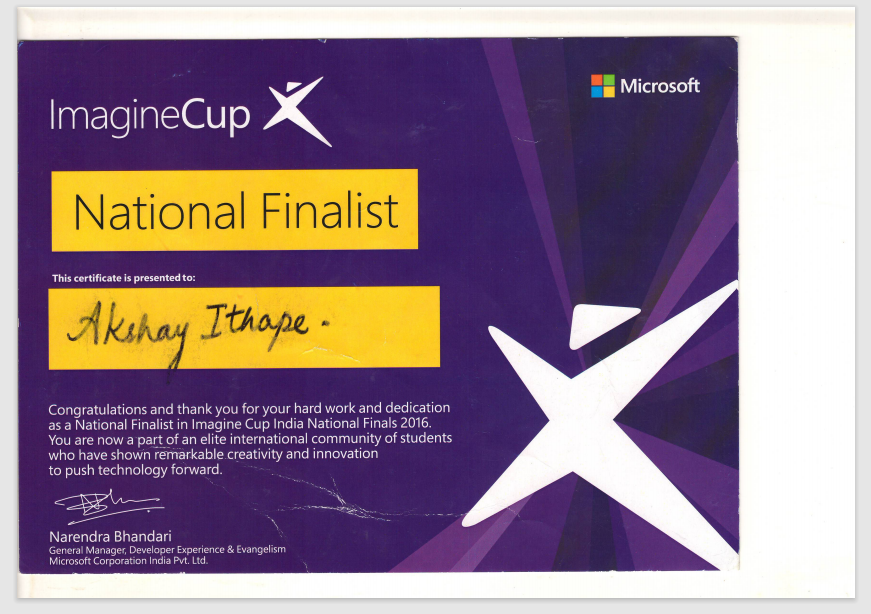 ImagineCup
Microsoft
National Finalist
This certificate is presented to:
Akshay Ithape.
Congratulations and thank you for your hard work and dedication
as a National Finalist in Imagine Cup India National Finals 2016.
You are now a part of an elite international community of students
who have shown remarkable creativity and innovation
to push technology forward.
Narendra Bhandari
General Manager, Developer Experience & Evangelism
Microsoft Corporation India Pvt. Ltd.